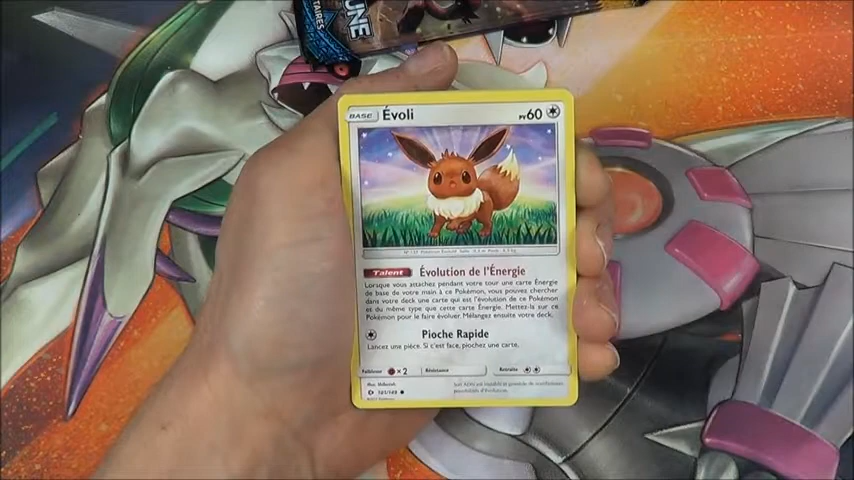 UNE
BASE Évoli PV60
Évolution de l'Énergie
Talent
Lorsque vous attachez pendant votre tour une carte Énergie
de base de votre main à ce Pokémon, vous pouvez chercher
dans votre deck une carte qui est l'évolution de ce Pokémon
et du même type que cette carte Énergie. Mettez-la sur ce
Pokémon pour le faire évoluer. Mélangez ensuite votre deck.
Pioche Rapide
Lancez une pièce. Si c'est face, piochez une carte.
Faiblesse ×2 Résistance Retraite
101/149